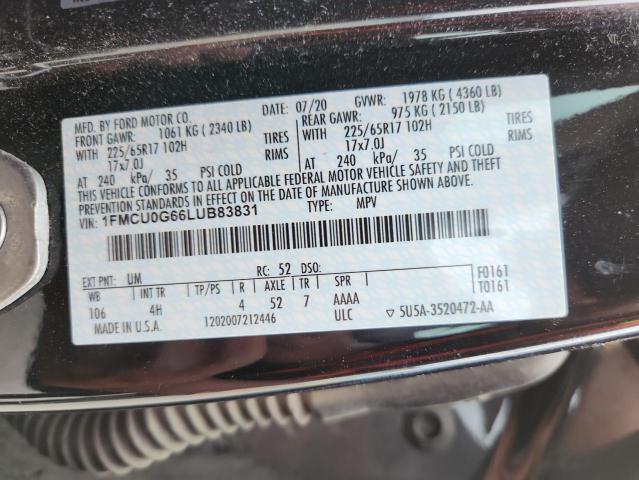 MFD. BY FORD MOTOR CO. DATE: 07/20 GVWR: 1978 KG ( 4360 LB)
FRONT GAWR: 1061 KG ( 2340 LB) REAR GAWR: 975 KG ( 2150 LB)
WITH 225/65R17 102H TIRES WITH 225/65R17 102H TIRES
17x7.0J RIMS 17x7.0J RIMS
AT 240 kPa/ 35 PSI COLD AT 240 kPa/ 35 PSI COLD
THIS VEHICLE CONFORMS TO ALL APPLICABLE FEDERAL MOTOR VEHICLE SAFETY AND THEFT
PREVENTION STANDARDS IN EFFECT ON THE DATE OF MANUFACTURE SHOWN ABOVE.
VIN: 1FMCU0G66LUB83831 TYPE: MPV
EXT PNT: UM RC: 52 DSO: F0161
WB INT TR TP/PS R AXLE TR SPR T0161
106 4H 4 52 7 AAAA
MADE IN U.S.A. 1202007212446 ULC 5U5A-3520472-AA